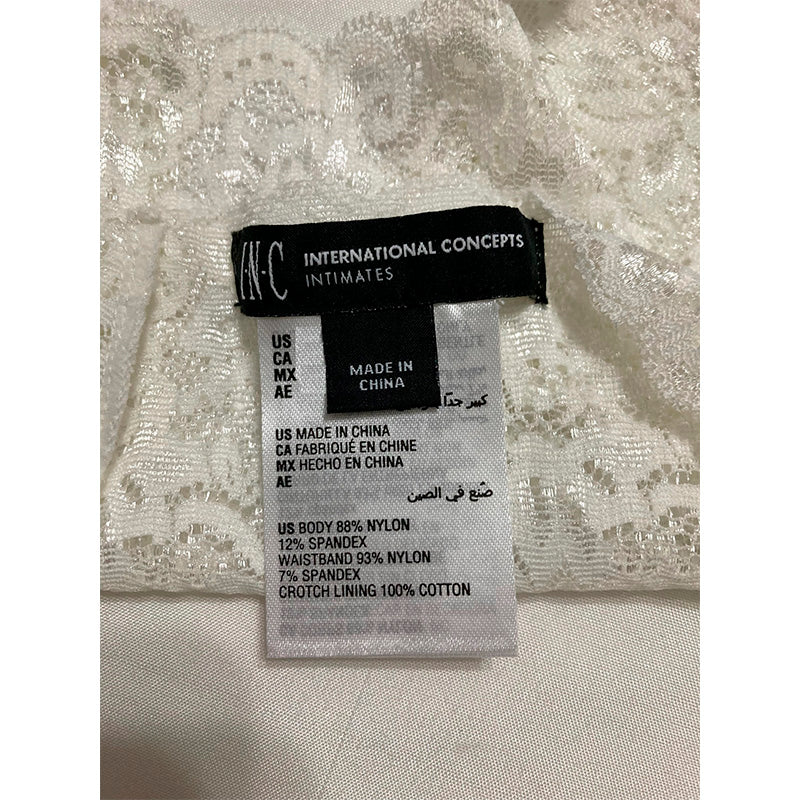 I·N·C INTERNATIONAL CONCEPTS
INTIMATES
MADE IN
CHINA
US
CA
MX
AE
كبير جدًا
US MADE IN CHINA
CA FABRIQUÉ EN CHINE
MX HECHO EN CHINA
AE
صُنع في الصين
US BODY 88% NYLON
12% SPANDEX
WAISTBAND 93% NYLON
7% SPANDEX
CROTCH LINING 100% COTTON